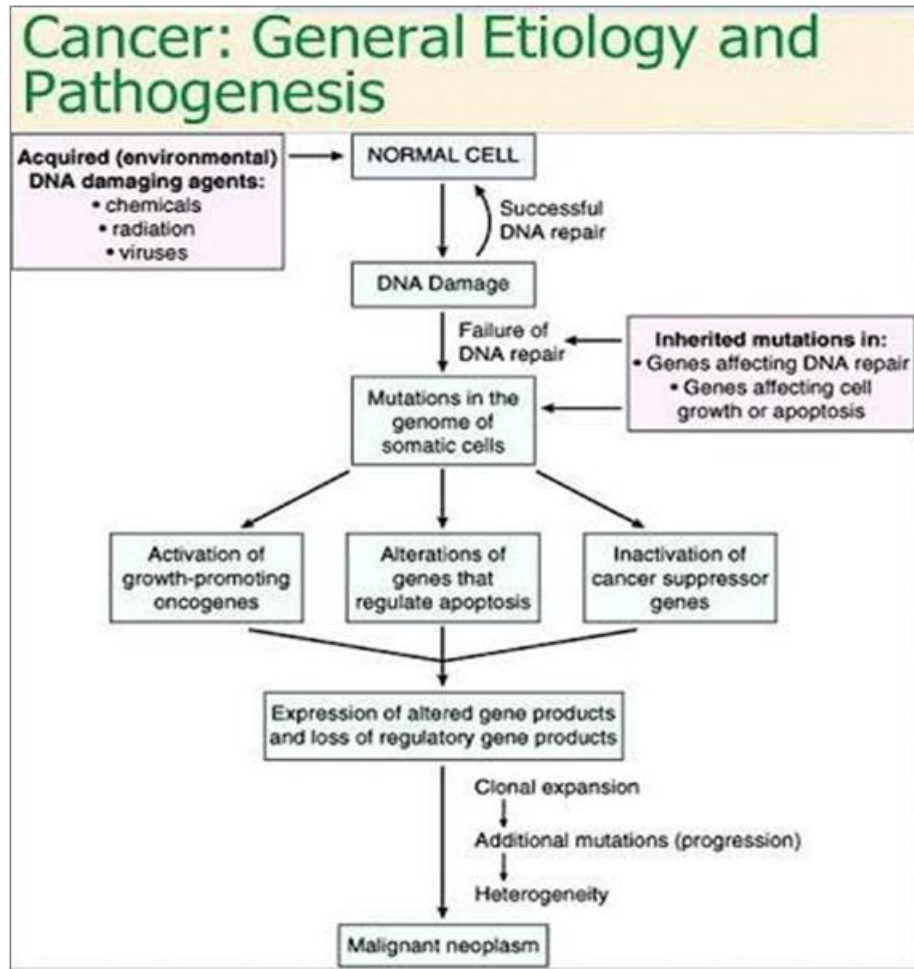 Cancer: General Etiology and
Pathogenesis
Acquired (environmental)
DNA damaging agents:
• chemicals
• radiation
• viruses
NORMAL CELL
Successful
DNA repair
DNA Damage
Failure of
DNA repair
Inherited mutations in:
• Genes affecting DNA repair
• Genes affecting cell
growth or apoptosis
Mutations in the
genome of
somatic cells
Activation of
growth-promoting
oncogenes
Alterations of
genes that
regulate apoptosis
Inactivation of
cancer suppressor
genes
Expression of altered gene products
and loss of regulatory gene products
Clonal expansion
Additional mutations (progression)
Heterogeneity
Malignant neoplasm